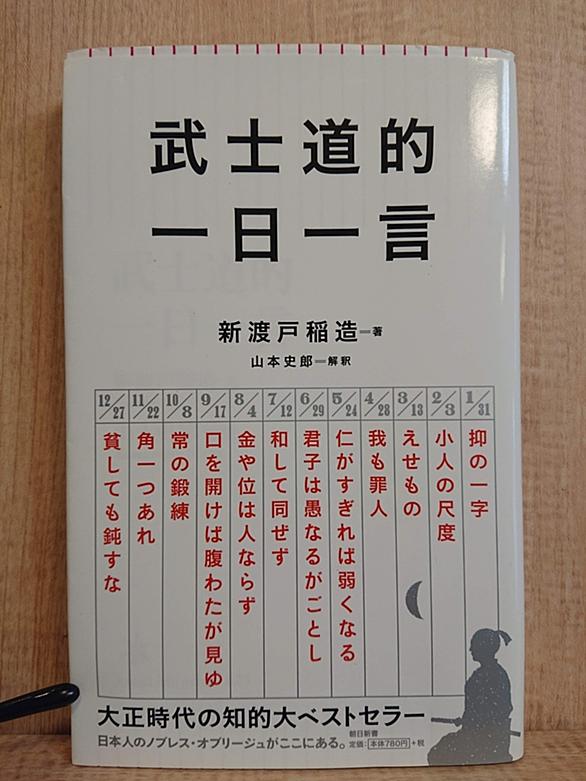 武士道的
一日一言
新渡戸稲造=著
山本史郎=解釈
1/31
抑の一字
2/3
小人の尺度
3/13
えせもの
4/28
我も罪人
5/24
仁がすぎれば弱くなる
6/29
君子は愚なるがごとし
7/12
和して同ぜず
8/4
金や位は人ならず
9/17
口を開けば腹わたが見ゆ
10/8
常の鍛練
11/22
角一つあれ
12/27
貧しても鈍すな
大正時代の知的大ベストセラー
日本人のノブレス・オブリージュがここにある。
朝日新書
定価:本体780円+税